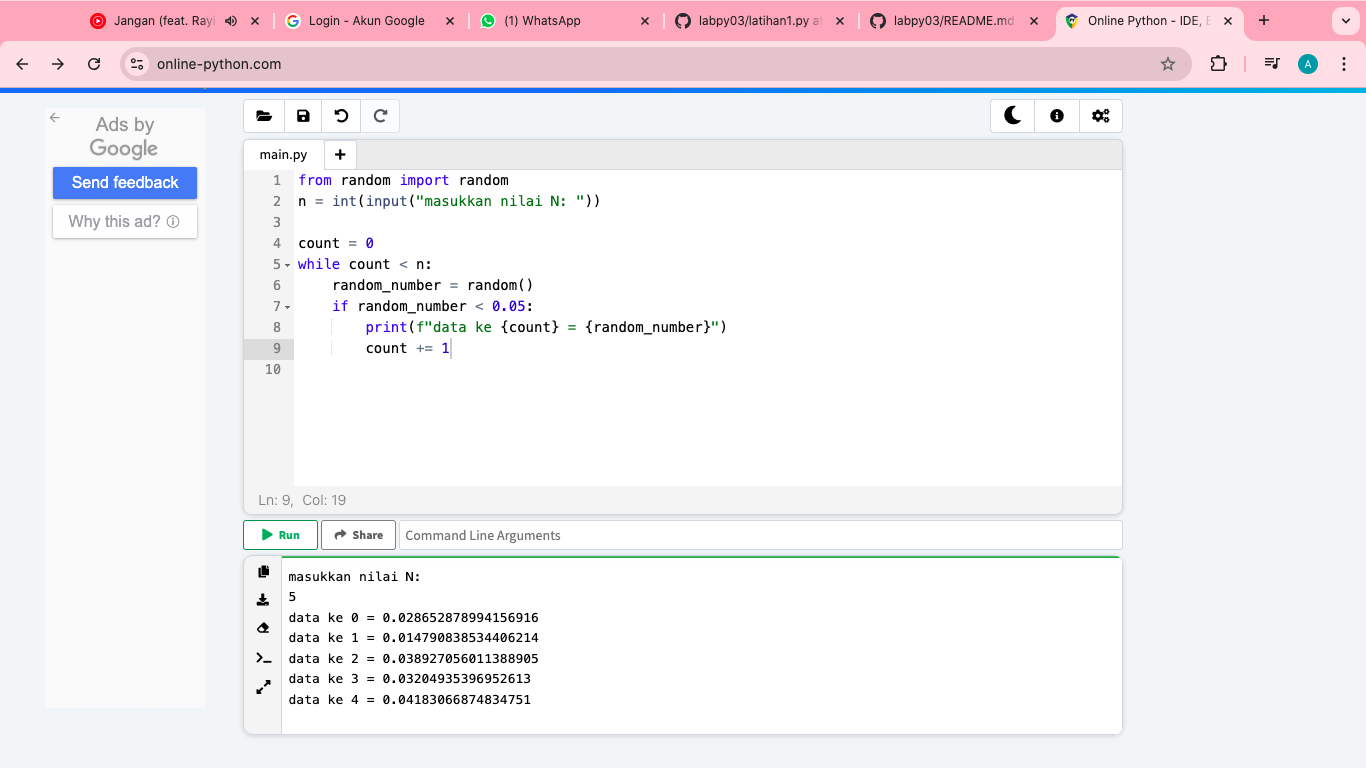 Jangan (feat. Rayi
Login - Akun Google
(1) WhatsApp
labpy03/latihan1.py at
labpy03/README.md
Online Python - IDE, E
online-python.com
A
Ads by
Google
Send feedback
Why this ad?
main.py
+
1 from random import random
2 n = int(input("masukkan nilai N: "))
3
4 count = 0
5 while count < n:
6     random_number = random()
7     if random_number < 0.05:
8         print(f"data ke {count} = {random_number}")
9         count += 1
10
Ln: 9, Col: 19
Run
Share
Command Line Arguments
masukkan nilai N:
5
data ke 0 = 0.028652878994156916
data ke 1 = 0.014790838534406214
data ke 2 = 0.038927056011388905
data ke 3 = 0.03204935396952613
data ke 4 = 0.04183066874834751